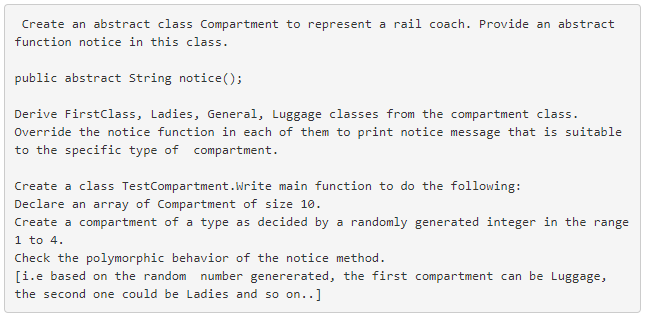 Create an abstract class Compartment to represent a rail coach. Provide an abstract
function notice in this class.
public abstract String notice();
Derive FirstClass, Ladies, General, Luggage classes from the compartment class.
Override the notice function in each of them to print notice message that is suitable
to the specific type of  compartment.
Create a class TestCompartment.Write main function to do the following:
Declare an array of Compartment of size 10.
Create a compartment of a type as decided by a randomly generated integer in the range
1 to 4.
Check the polymorphic behavior of the notice method.
[i.e based on the random  number genererated, the first compartment can be Luggage,
the second one could be Ladies and so on..]